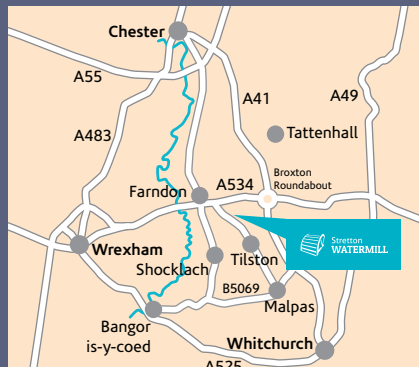 Chester
A55
A41
A49
A483
Tattenhall
Farndon
A534
Broxton
Roundabout
Stretton
WATERMILL
Wrexham
Shocklach
Tilston
B5069
Malpas
Bangor
is-y-coed
Whitchurch
A525